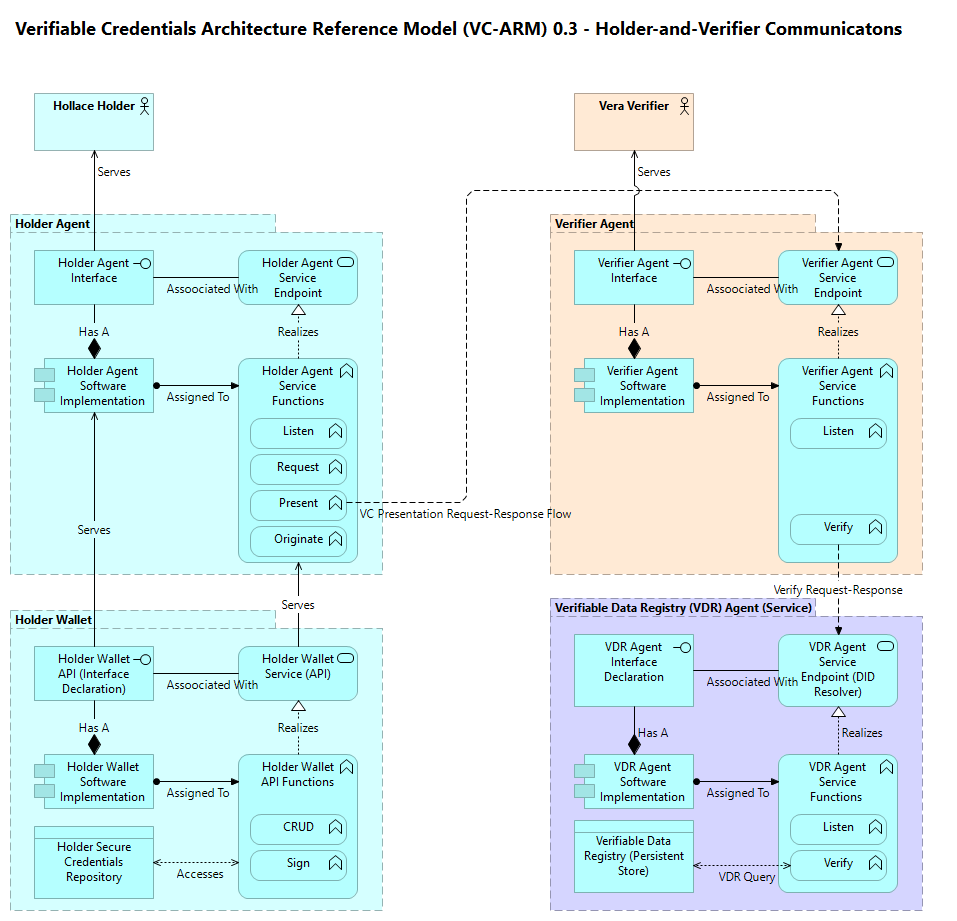 Verifiable Credentials Architecture Reference Model (VC-ARM) 0.3 - Holder-and-Verifier Communicatons
Hollace Holder
Vera Verifier
Serves
Serves
Holder Agent
Holder Agent
Interface
Holder Agent
Service
Endpoint
Assoociated With
Has A
Realizes
Holder Agent
Software
Implementation
Assigned To
Holder Agent
Service
Functions
Listen
Request
Present
Originate
VC Presentation Request-Response Flow
Verifier Agent
Verifier Agent
Interface
Verifier Agent
Service
Endpoint
Assoociated With
Has A
Realizes
Verifier Agent
Software
Implementation
Assigned To
Verifier Agent
Service
Functions
Listen
Verify
Serves
Serves
Verify Request-Response
Holder Wallet
Holder Wallet
API (Interface
Declaration)
Holder Wallet
Service (API)
Assoociated With
Has A
Realizes
Holder Wallet
Software
Implementation
Assigned To
Holder Wallet
API Functions
CRUD
Sign
Holder Secure
Credentials
Repository
Accesses
Verifiable Data Registry (VDR) Agent (Service)
VDR Agent
Interface
Declaration
VDR Agent
Service
Endpoint (DID
Resolver)
Assoociated With
Has A
Realizes
VDR Agent
Software
Implementation
Assigned To
VDR Agent
Service
Functions
Listen
Verify
Verifiable Data
Registry (Persistent
Store)
VDR Query